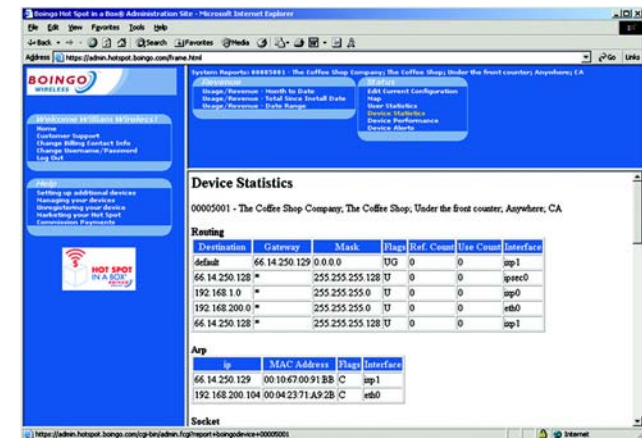 Boingo Hot Spot in a Box® Administration Site - Microsoft Internet Explorer
File Edit View Favorites Tools Help
Back Search Favorites Media
Address https://admin.hotspot.boingo.com/frame.html Go Links
BOINGO
WIRELESS
System Reports: 00005001 - The Coffee Shop Company; The Coffee Shop; Under the front counter; Anywhere; CA
Revenue
Usage/Revenue - Month to Date
Usage/Revenue - Total Since Install Date
Usage/Revenue - Date Range
Status
Edit Current Configuration
Map
User Statistics
Device Statistics
Device Performance
Device Alerts
Welcome William Wireless!
Home
Customer Support
Change Billing Contact Info
Change Username/Password
Log Out
Help
Setting up additional devices
Managing your devices
Unregistering your device
Marketing your Hot Spot
Commission Payments
HOT SPOT
IN A BOX
Device Statistics
00005001 - The Coffee Shop Company, The Coffee Shop; Under the front counter; Anywhere; CA
Routing
Destination Gateway Mask Flags Ref. Count Use Count Interface
default 66.14.250.129 0.0.0.0 UG 0 0 ixp1
66.14.250.128 * 255.255.255.128 U 0 0 ipsec0
192.168.1.0 * 255.255.255.0 U 0 0 ixp0
192.168.200.0 * 255.255.255.0 U 0 0 eth0
66.14.250.128 * 255.255.255.128 U 0 0 ixp1
Arp
ip MAC Address Flags Interface
66.14.250.129 00:10:67:00:91:BB C ixp1
192.168.200.104 00:04:23:71:A9:2B C eth0
Socket
https://admin.hotspot.boingo.com/cgi-bin/admin.fcgi?report+boingodevice+00005001 Internet